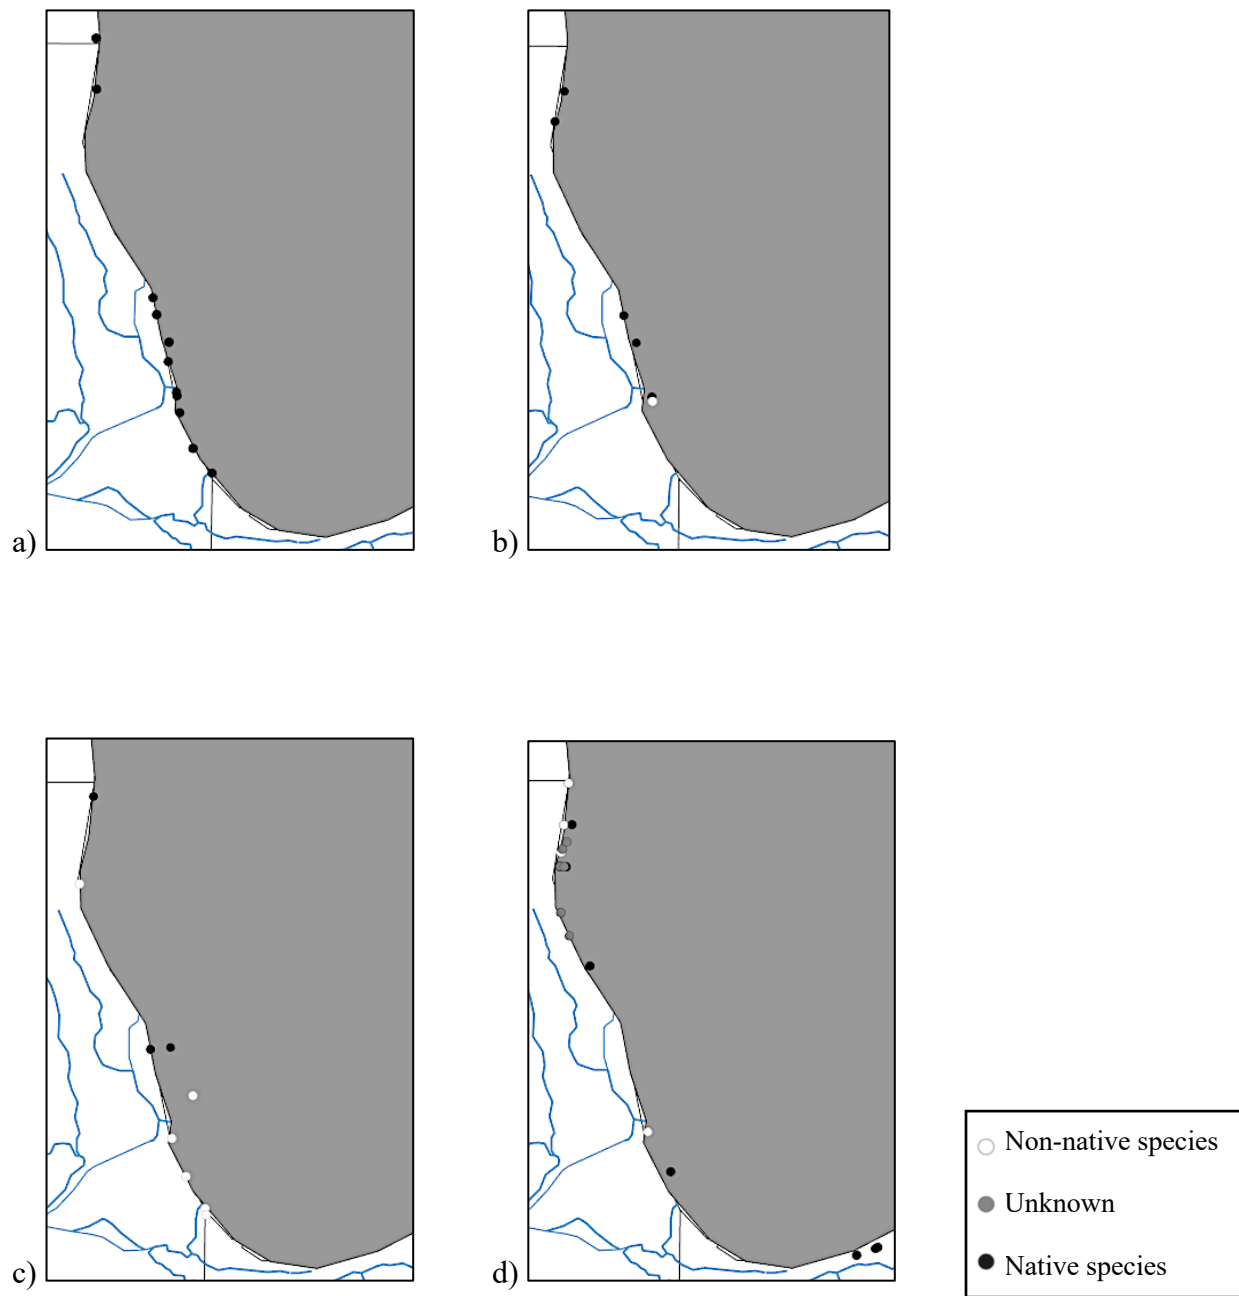 a)
b)
c)
d)
Non-native species
Unknown
Native species